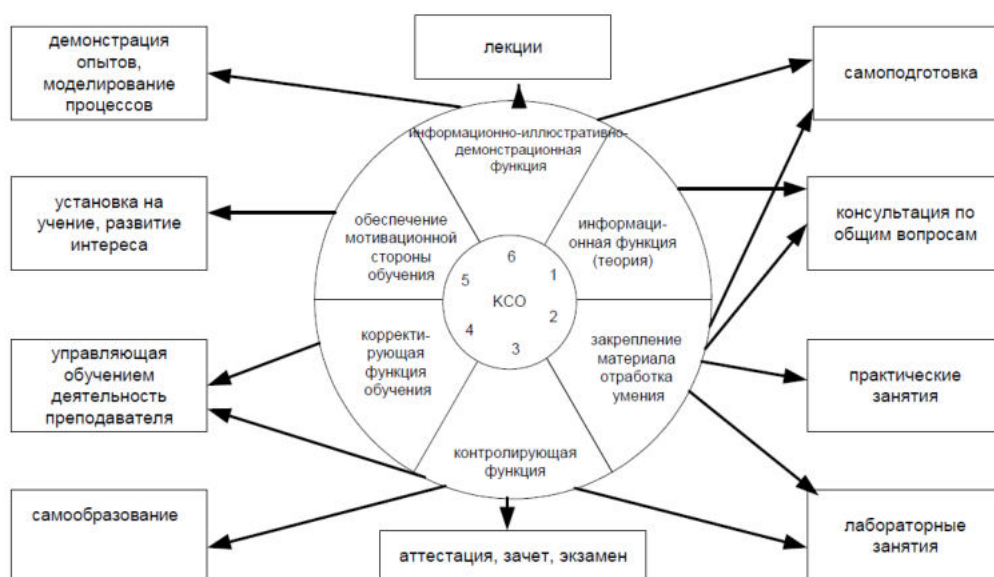 демонстрация
опытов,
моделирование
процессов
лекции
самоподготовка
информационно-иллюстративно-
демонстрационная
функция
установка на
учение, развитие
интереса
обеспечение
мотивационной
стороны
обучения
информаци-
онная функция
(теория)
консультация по
общим вопросам
6
5
1
КСО
4
2
3
управляющая
обучением
деятельность
преподавателя
корректи-
рующая
функция
обучения
закрепление
материала
отработка
умения
практические
занятия
контролирующая
функция
самообразование
аттестация, зачет, экзамен
лабораторные
занятия